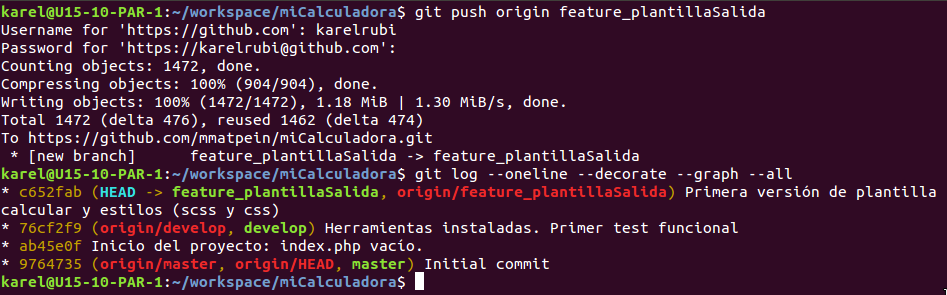 karel@U15-10-PAR-1:~/workspace/miCalculadora$ git push origin feature_plantillaSalida
Username for 'https://github.com': karelrubi
Password for 'https://karelrubi@github.com':
Counting objects: 1472, done.
Compressing objects: 100% (904/904), done.
Writing objects: 100% (1472/1472), 1.18 MiB | 1.30 MiB/s, done.
Total 1472 (delta 476), reused 1462 (delta 474)
To https://github.com/mmatpein/miCalculadora.git
 * [new branch]      feature_plantillaSalida -> feature_plantillaSalida
karel@U15-10-PAR-1:~/workspace/miCalculadora$ git log --oneline --decorate --graph --all
* c652fab (HEAD -> feature_plantillaSalida, origin/feature_plantillaSalida) Primera versión de plantilla
calcular y estilos (scss y css)
* 76cf2f9 (origin/develop, develop) Herramientas instaladas. Primer test funcional
* ab45e0f Inicio del proyecto: index.php vacío.
* 9764735 (origin/master, origin/HEAD, master) Initial commit
karel@U15-10-PAR-1:~/workspace/miCalculadora$